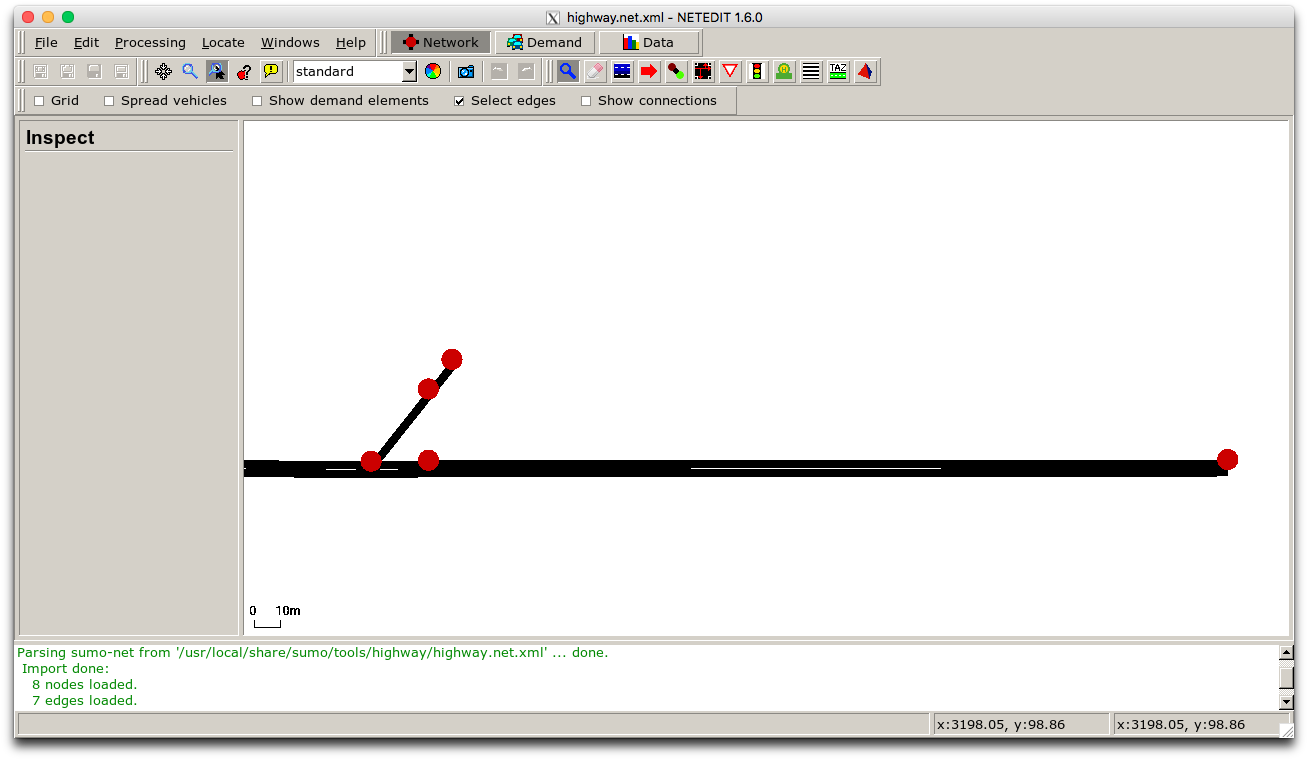 highway.net.xml - NETEDIT 1.6.0
File Edit Processing Locate Windows Help Network Demand Data
standard H TAZ
Grid Spread vehicles Show demand elements Select edges Show connections
Inspect
0 10m
Parsing sumo-net from '/usr/local/share/sumo/tools/highway/highway.net.xml' ... done.
Import done:
8 nodes loaded.
7 edges loaded.
x:3198.05, y:98.86 x:3198.05, y:98.86